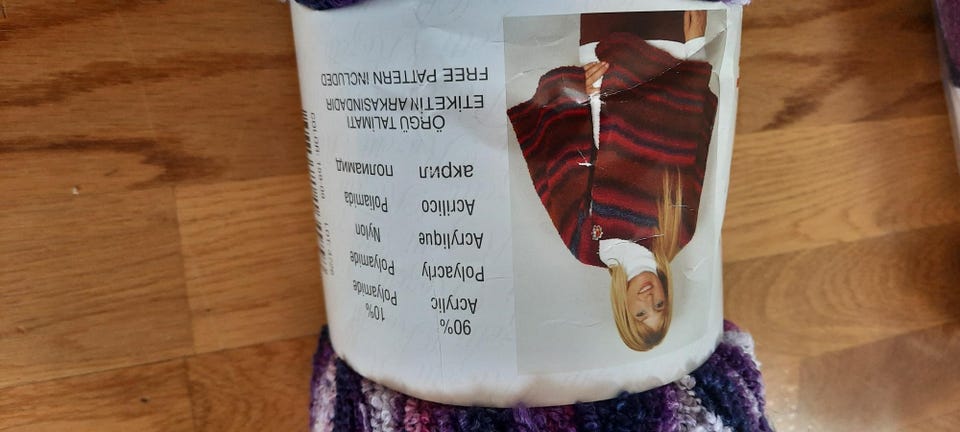 90% 10%
Acrylic Polyamide
Polyacrly Polyamide
Acrylique Nylon
Acrilico Poliamida
акрил полиамид
ÖRGÜ TALİMATI
ETİKETİN ARKASINDADIR
FREE PATTERN INCLUDED